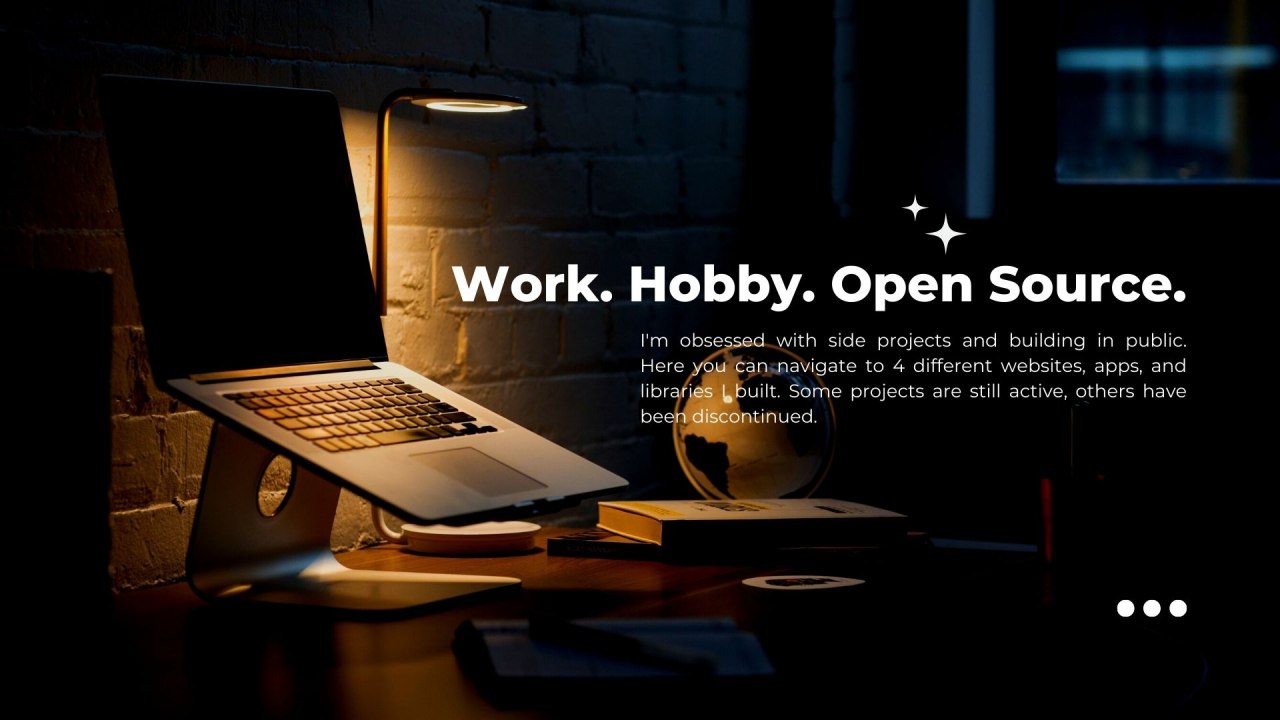 Work. Hobby. Open Source.
I'm obsessed with side projects and building in public.
Here you can navigate to 4 different websites, apps, and
libraries I built. Some projects are still active, others have
been discontinued.